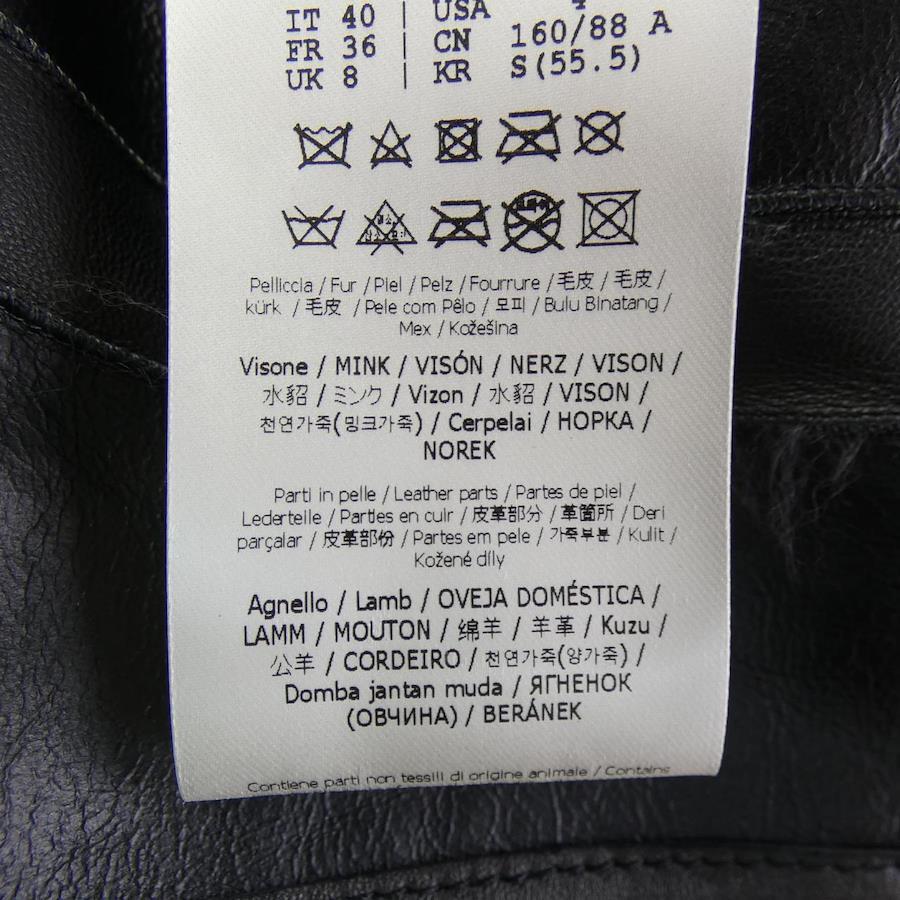 IT 40 | USA 4
FR 36 | CN 160/88 A
UK 8 | KR S(55.5)
Pelliccia / Fur / Piel / Pelz / Fourrure / 毛皮 / 毛皮 /
kürk / 毛皮 / Pele com Pêlo / 모피 / Bulu Binatang /
Mex / Kožešina
Visone / MINK / VISÓN / NERZ / VISON /
水貂 / ミンク / Vizon / 水貂 / VISON /
천연가죽(밍크가죽) / Cerpelai / НОРКА /
NOREK
Parti in pelle / Leather parts / Partes de piel /
Lederteile / Parties en cuir / 皮革部分 / 革箇所 / Deri
parçalar / 皮革部份 / Partes em pele / 가죽부분 / Kulit /
Kožené díly
Agnello / Lamb / OVEJA DOMÉSTICA /
LAMM / MOUTON / 绵羊 / 羊革 / Kuzu /
公羊 / CORDEIRO / 천연가죽(양가죽) /
Domba jantan muda / ЯГНЕНОК
(ОВЧИНА) / BERÁNEK
Contiene parti non tessili di origine animale / Contains